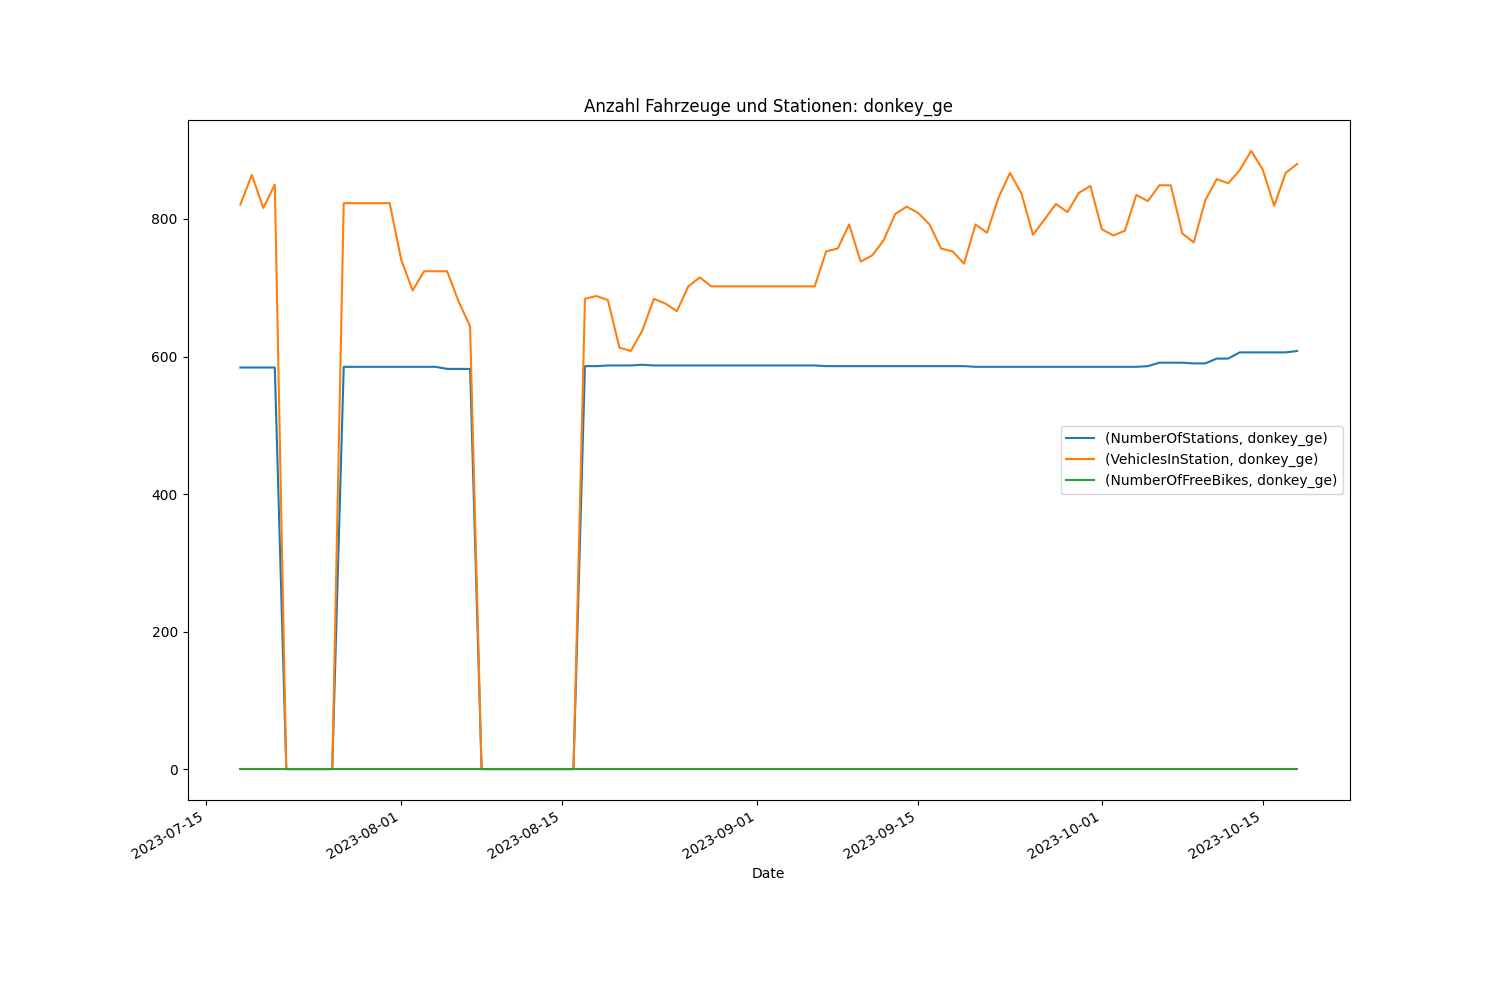 Anzahl Fahrzeuge und Stationen: donkey_ge
800
600
400
200
0
(NumberOfStations, donkey_ge)
(VehiclesInStation, donkey_ge)
(NumberOfFreeBikes, donkey_ge)
2023-07-15
2023-08-01
2023-08-15
2023-09-01
2023-09-15
2023-10-01
2023-10-15
Date